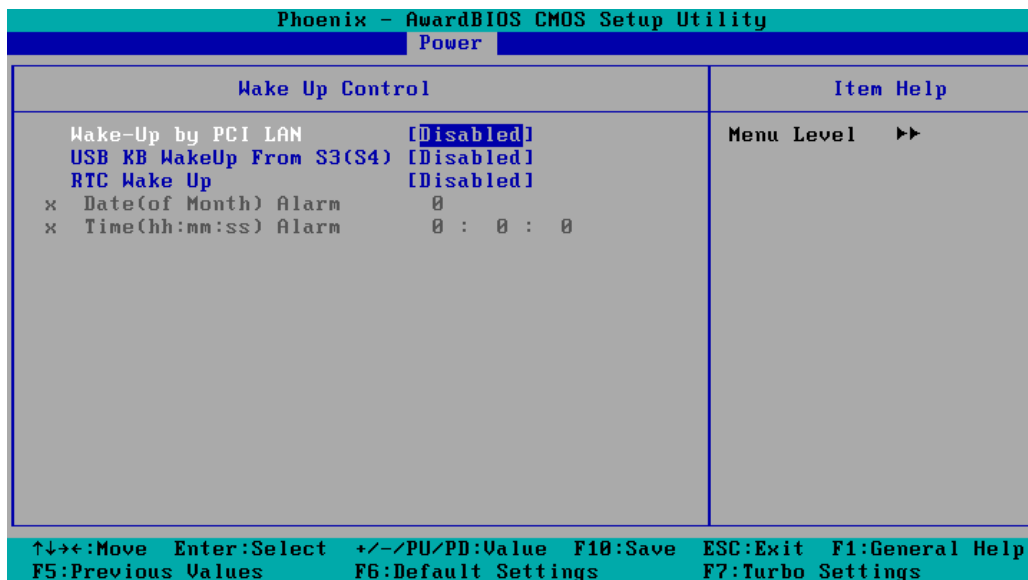 Phoenix - AwardBIOS CMOS Setup Utility
Power
Wake Up Control
Item Help
Wake-Up by PCI LAN [Disabled]
USB KB WakeUp From S3(S4) [Disabled]
RTC Wake Up [Disabled]
x Date(of Month) Alarm 0
x Time(hh:mm:ss) Alarm 0 : 0 : 0
Menu Level ▶▶
↑↓→←:Move Enter:Select +/-/PU/PD:Value F10:Save ESC:Exit F1:General Help
F5:Previous Values F6:Default Settings F7:Turbo Settings